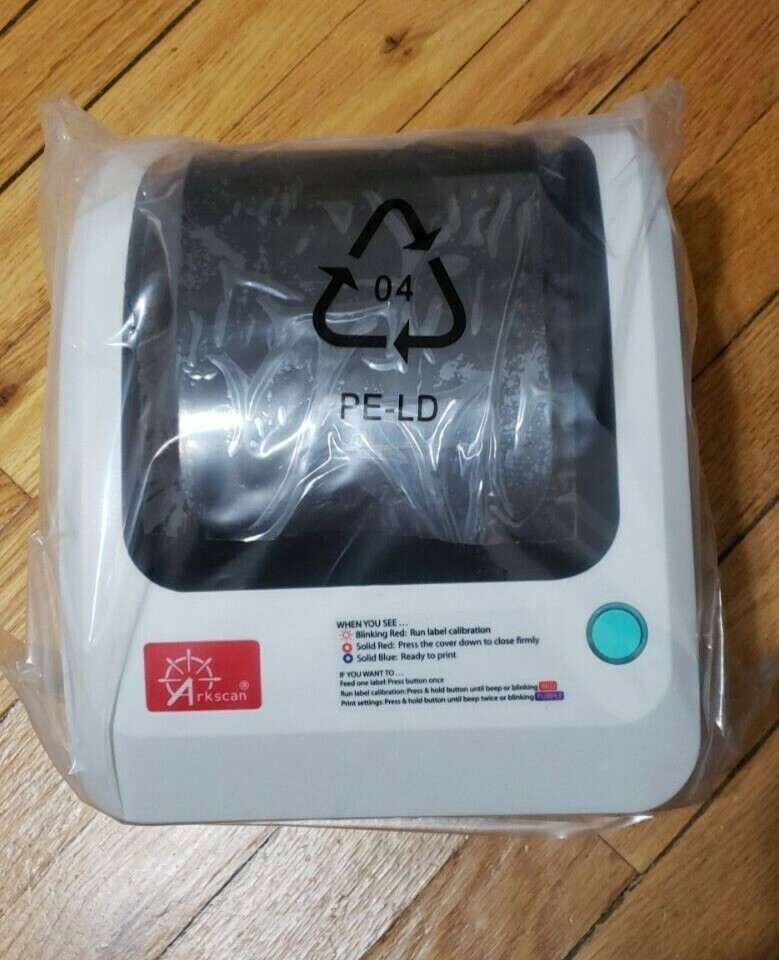 04
PE-LD
WHEN YOU SEE ...
Blinking Red: Run label calibration
Solid Red: Press the cover down to close firmly
Solid Blue: Ready to print
IF YOU WANT TO ...
Feed one label: Press button once
Run label calibration: Press & hold button until beep or blinking RED
Print settings: Press & hold button until beep twice or blinking PURPLE
Arkscan®